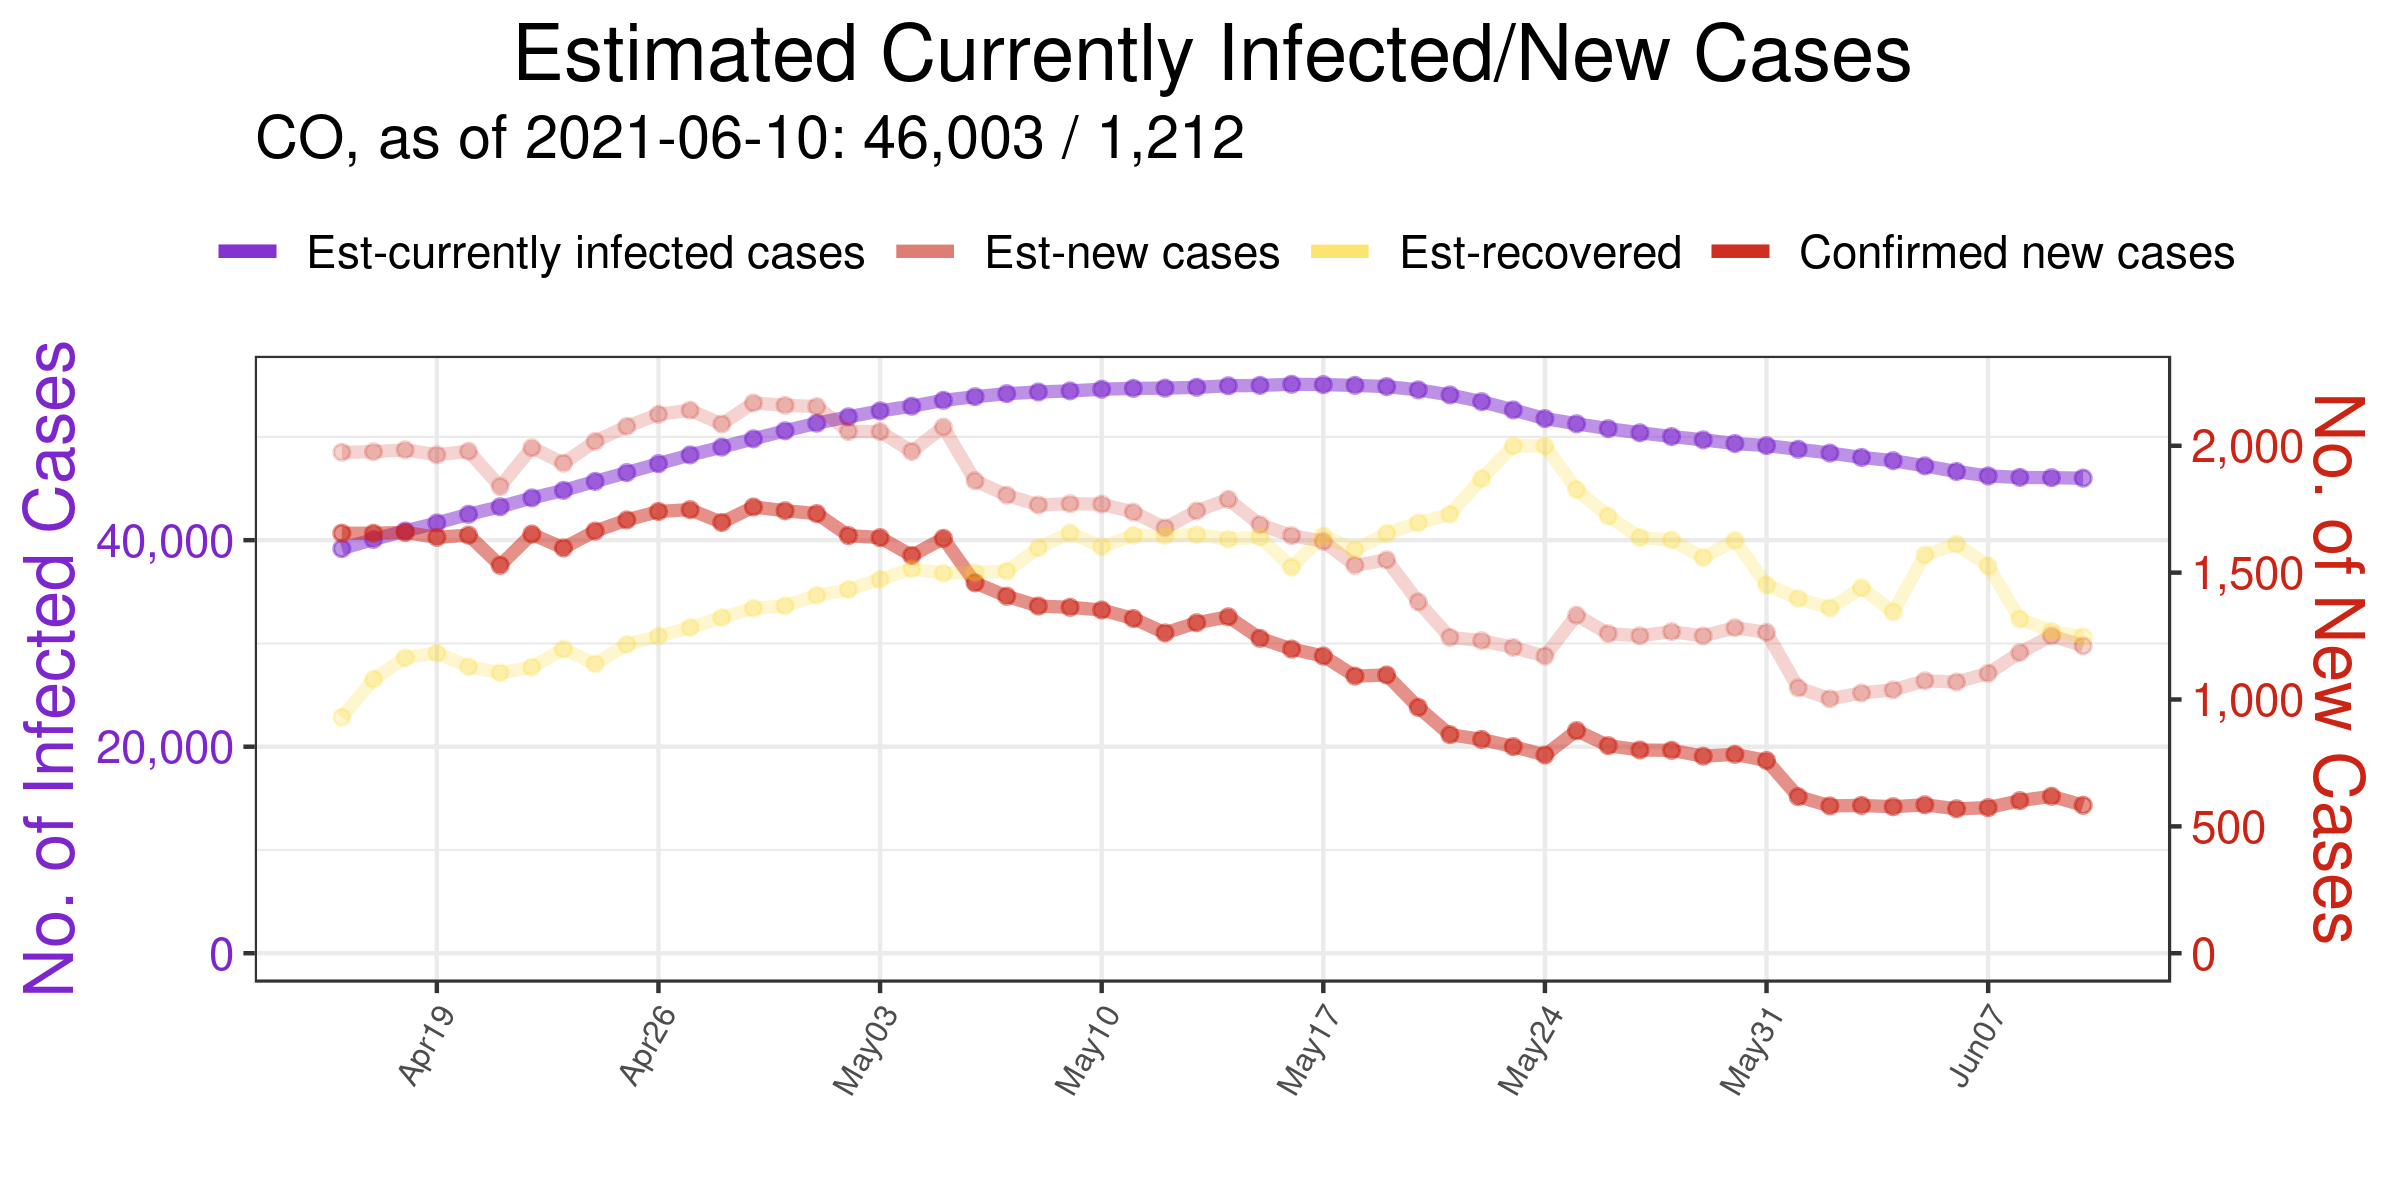 Estimated Currently Infected/New Cases
CO, as of 2021-06-10: 46,003 / 1,212
Est-currently infected cases Est-new cases Est-recovered Confirmed new cases
No. of Infected Cases
40,000
20,000
0
2,000
1,500
1,000
500
0
No. of New Cases
Apr19 Apr26 May03 May10 May17 May24 May31 Jun07